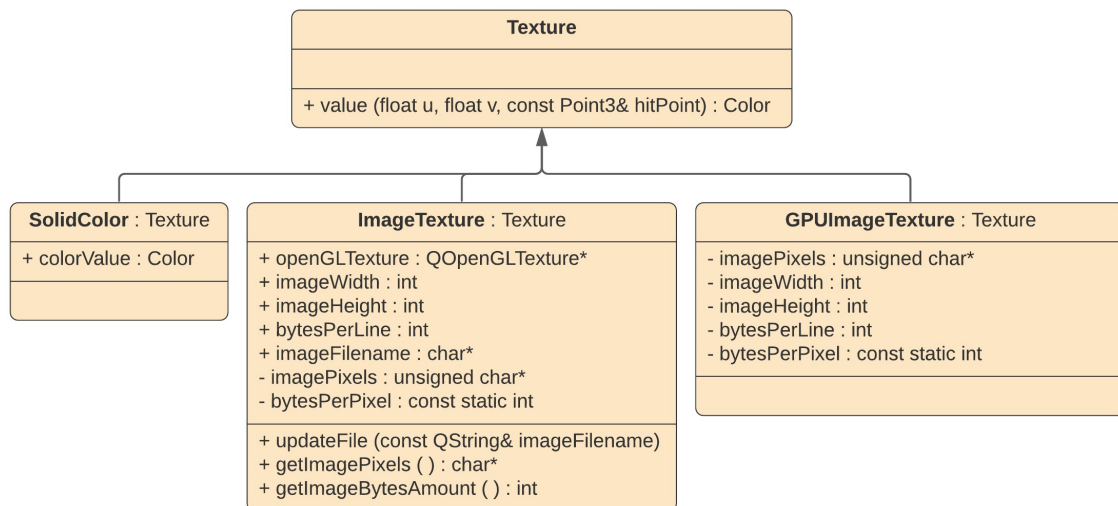 Texture
+ value (float u, float v, const Point3& hitPoint) : Color
SolidColor : Texture
+ colorValue : Color
ImageTexture : Texture
+ openGLTexture : QOpenGLTexture*
+ imageWidth : int
+ imageHeight : int
+ bytesPerLine : int
+ imageFilename : char*
- imagePixels : unsigned char*
- bytesPerPixel : const static int
+ updateFile (const QString& imageFilename)
+ getImagePixels ( ) : char*
+ getImageBytesAmount ( ) : int
GPUImageTexture : Texture
- imagePixels : unsigned char*
- imageWidth : int
- imageHeight : int
- bytesPerLine : int
- bytesPerPixel : const static int